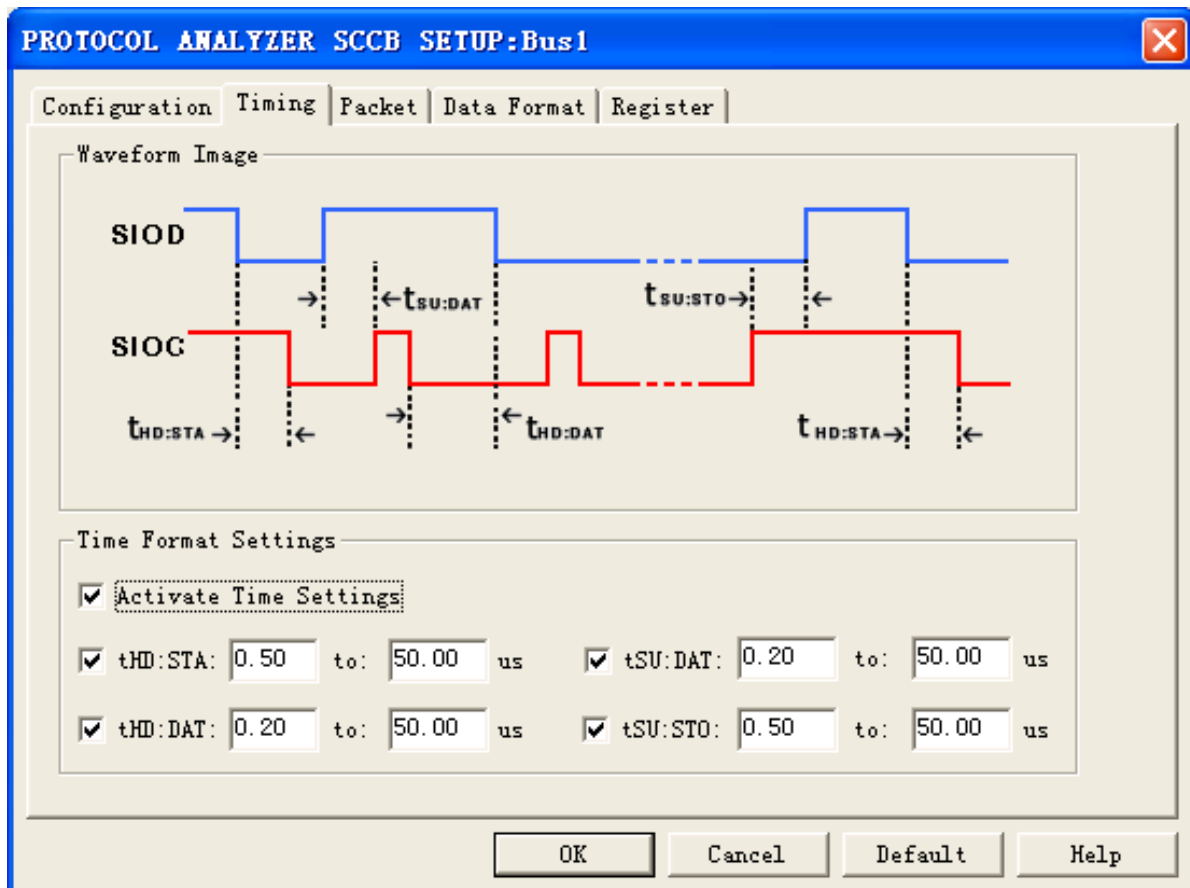 PROTOCOL ANALYZER SCCB SETUP:Bus1
Configuration Timing Packet Data Format Register
Waveform Image
SIOD
tSU:DAT
tSU:STO
SIOC
tHD:STA
tHD:DAT
tHD:STA
Time Format Settings
Activate Time Settings
tHD:STA: 0.50 to: 50.00 us tSU:DAT: 0.20 to: 50.00 us
tHD:DAT: 0.20 to: 50.00 us tSU:STO: 0.50 to: 50.00 us
OK Cancel Default Help